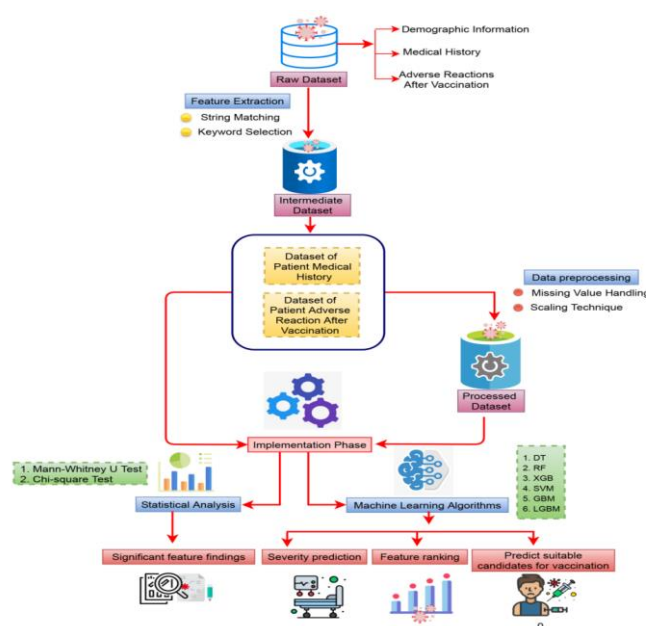 Demographic Information
Medical History
Adverse Reactions
After Vaccination
Raw Dataset
Feature Extraction
String Matching
Keyword Selection
Intermediate
Dataset
Dataset of
Patient Medical
History
Dataset of
Patient Adverse
Reaction After
Vaccination
Data preprocessing
Missing Value Handling
Scaling Technique
Processed
Dataset
Implementation Phase
1. Mann-Whitney U Test
2. Chi-square Test
Statistical Analysis
Machine Learning Algorithms
1. DT
2. RF
3. XGB
4. SVM
5. GBM
6. LGBM
Significant feature findings
Severity prediction
Feature ranking
Predict suitable
candidates for vaccination